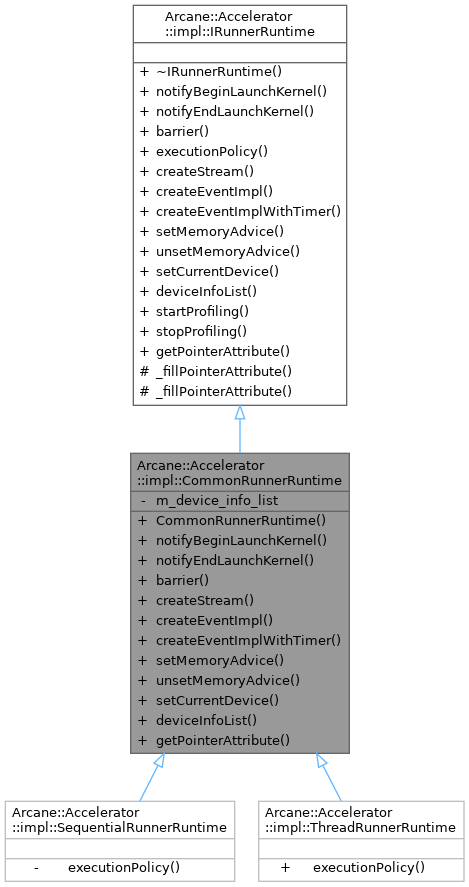 Arcane::Accelerator
::impl::IRunnerRuntime
+ ~IRunnerRuntime()
+ notifyBeginLaunchKernel()
+ notifyEndLaunchKernel()
+ barrier()
+ executionPolicy()
+ createStream()
+ createEventImpl()
+ createEventImplWithTimer()
+ setMemoryAdvice()
+ unsetMemoryAdvice()
+ setCurrentDevice()
+ deviceInfoList()
+ startProfiling()
+ stopProfiling()
+ getPointerAttribute()
# _fillPointerAttribute()
# _fillPointerAttribute()
Arcane::Accelerator
::impl::CommonRunnerRuntime
- m_device_info_list
+ CommonRunnerRuntime()
+ notifyBeginLaunchKernel()
+ notifyEndLaunchKernel()
+ barrier()
+ createStream()
+ createEventImpl()
+ createEventImplWithTimer()
+ setMemoryAdvice()
+ unsetMemoryAdvice()
+ setCurrentDevice()
+ deviceInfoList()
+ getPointerAttribute()
Arcane::Accelerator
::impl::SequentialRunnerRuntime
- executionPolicy()
Arcane::Accelerator
::impl::ThreadRunnerRuntime
+ executionPolicy()